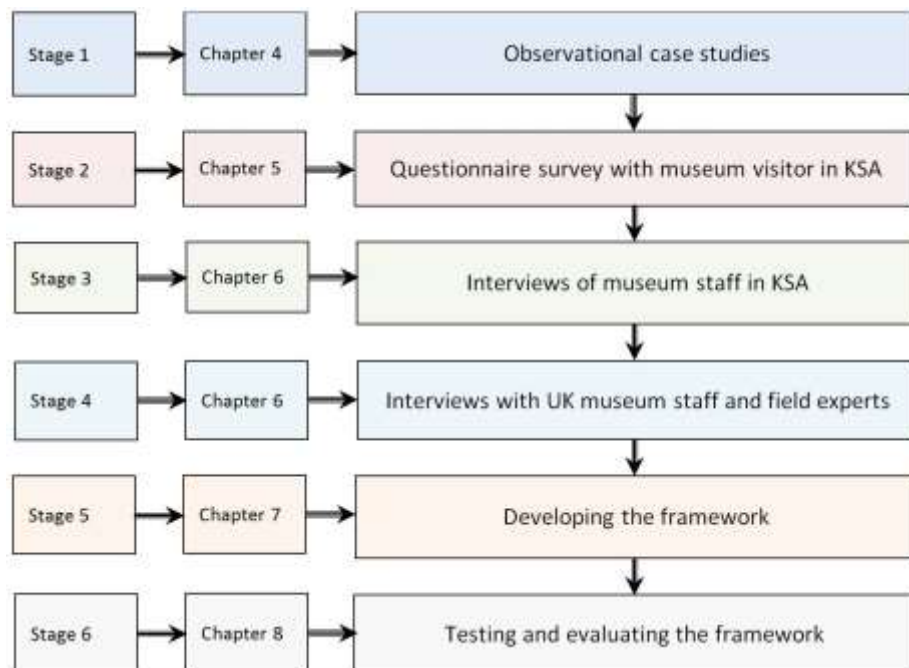 Stage 1 Chapter 4 Observational case studies
Stage 2 Chapter 5 Questionnaire survey with museum visitor in KSA
Stage 3 Chapter 6 Interviews of museum staff in KSA
Stage 4 Chapter 6 Interviews with UK museum staff and field experts
Stage 5 Chapter 7 Developing the framework
Stage 6 Chapter 8 Testing and evaluating the framework